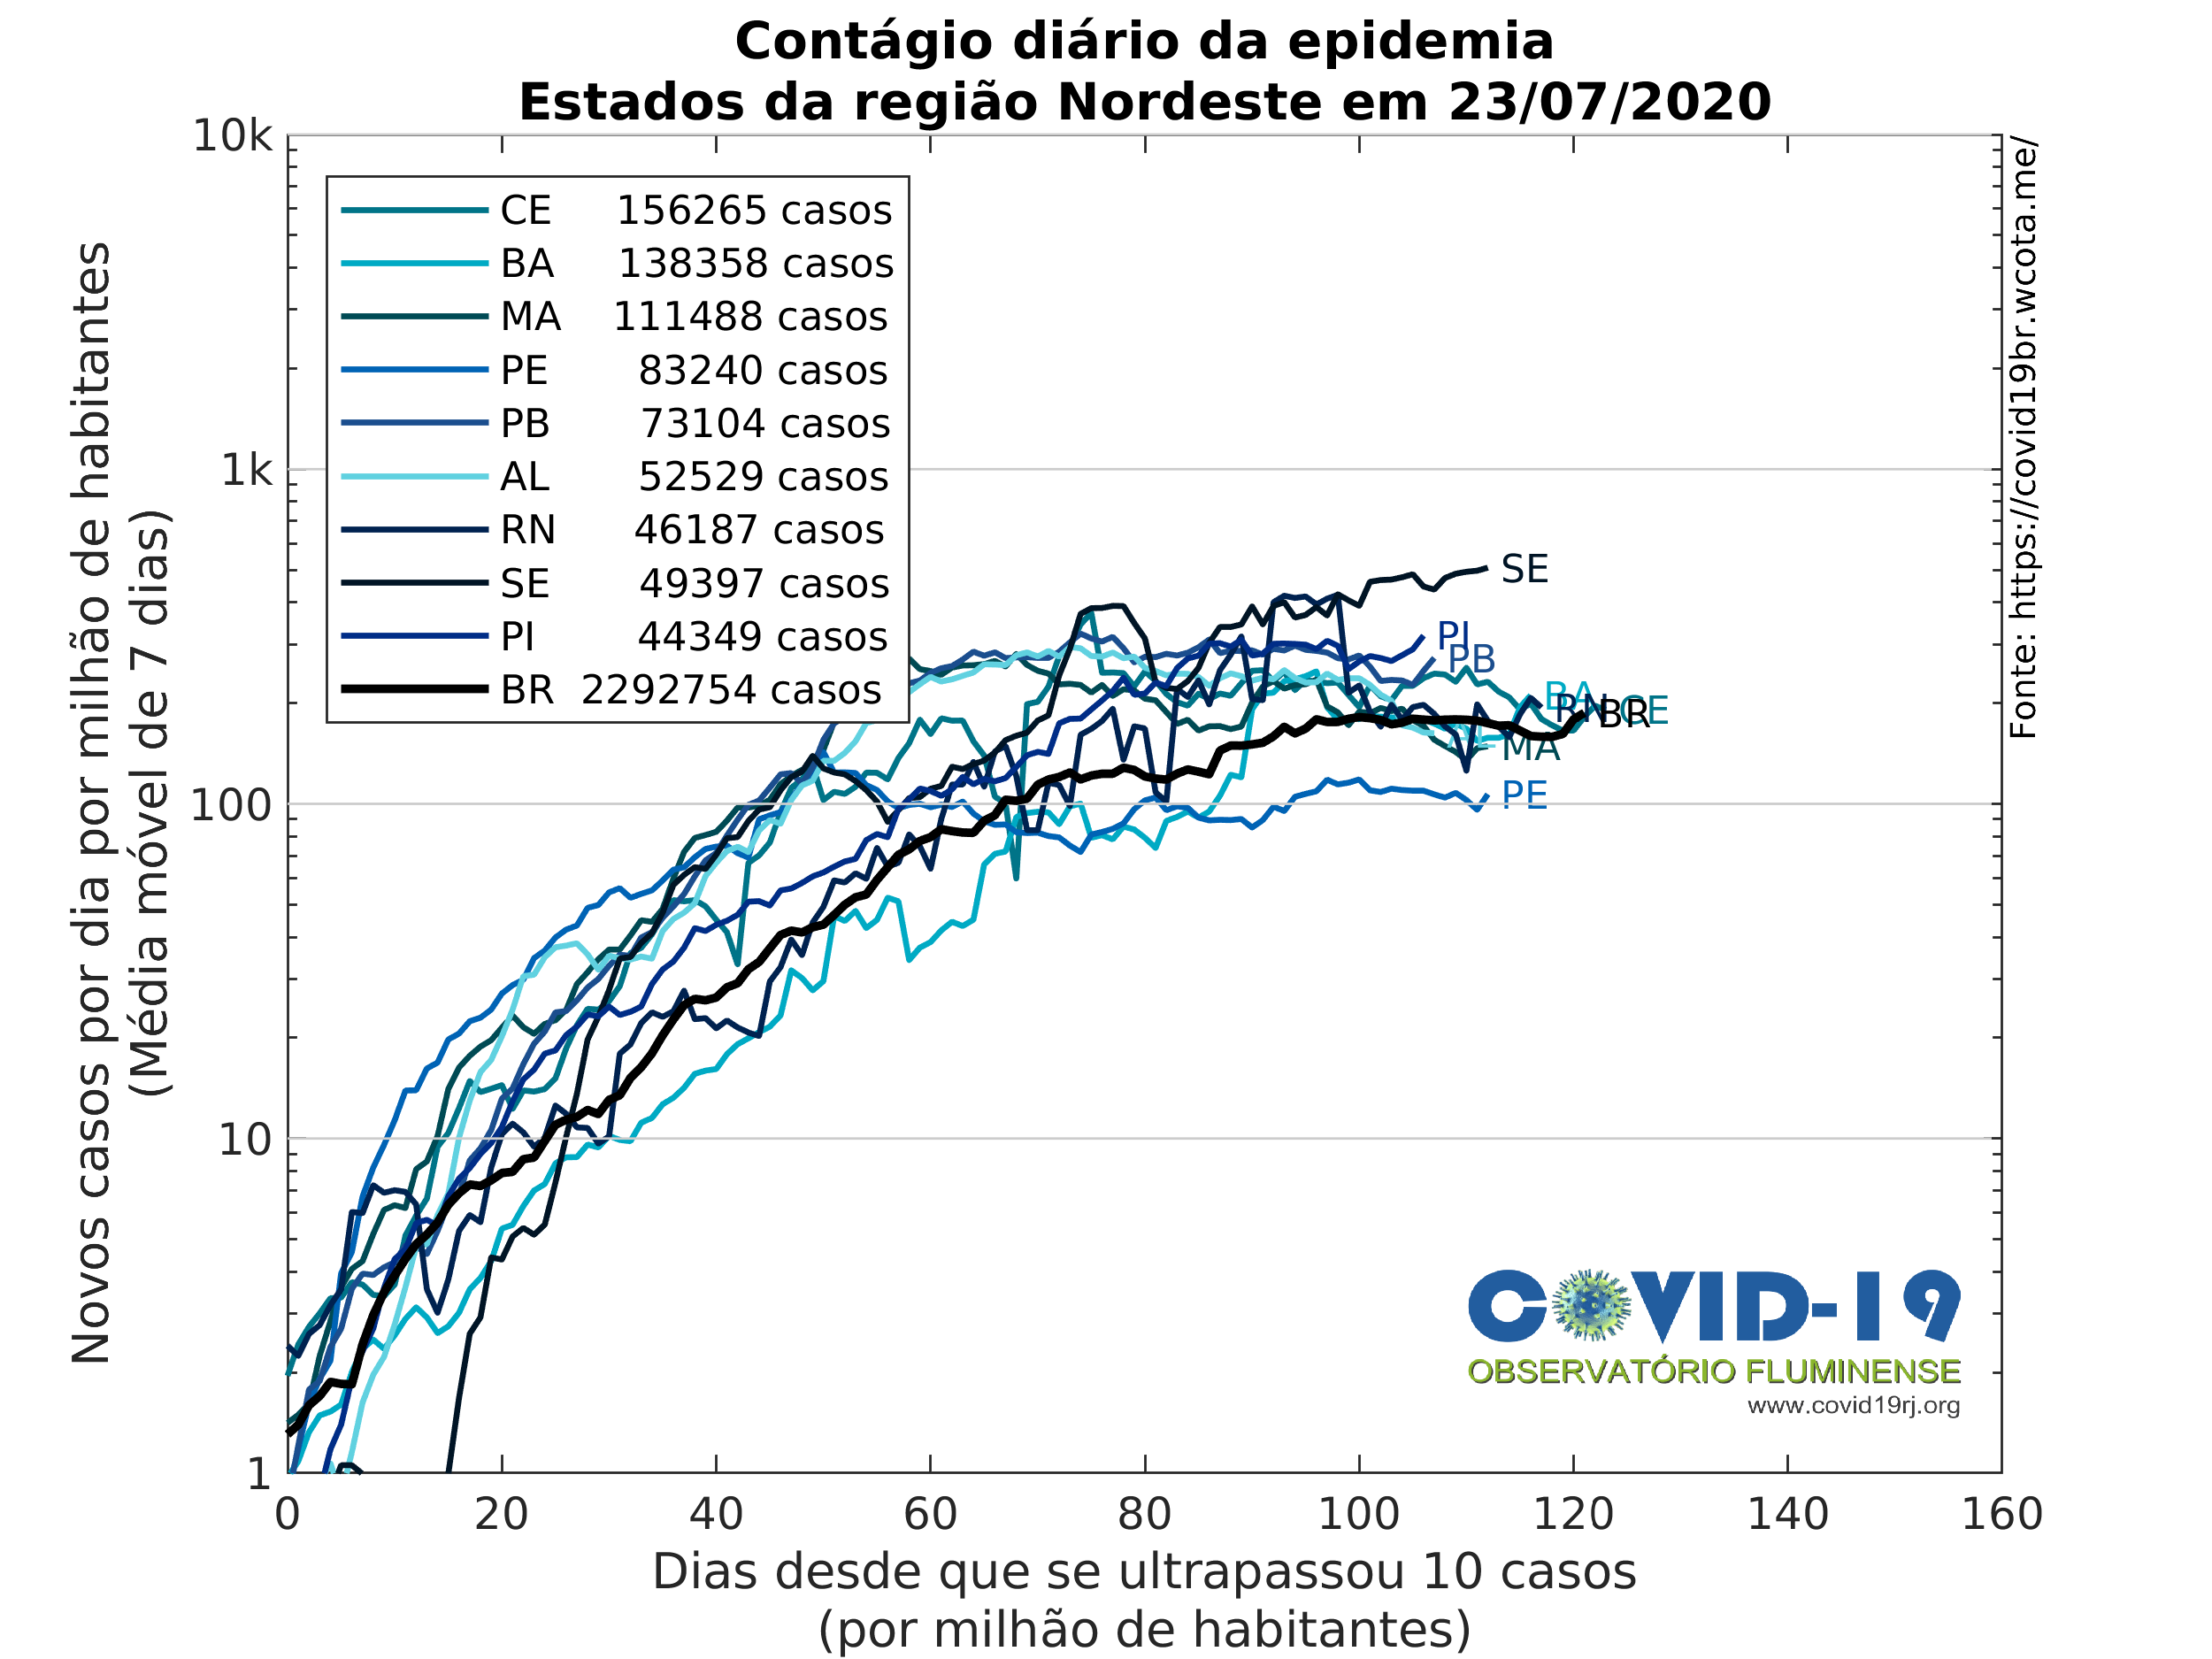 Contágio diário da epidemia
Estados da região Nordeste em 23/07/2020
Novos casos por dia por milhão de habitantes
(Média móvel de 7 dias)
10k
1k
100
10
1
CE 156265 casos
BA 138358 casos
MA 111488 casos
PE 83240 casos
PB 73104 casos
AL 52529 casos
RN 46187 casos
SE 49397 casos
PI 44349 casos
BR 2292754 casos
SE
PI
PB
BA
RN
CE
BR
AL
MA
PE
Fonte: https://covid19br.wcota.me/
COVID-19
OBSERVATÓRIO FLUMINENSE
www.covid19rj.org
0 20 40 60 80 100 120 140 160
Dias desde que se ultrapassou 10 casos
(por milhão de habitantes)